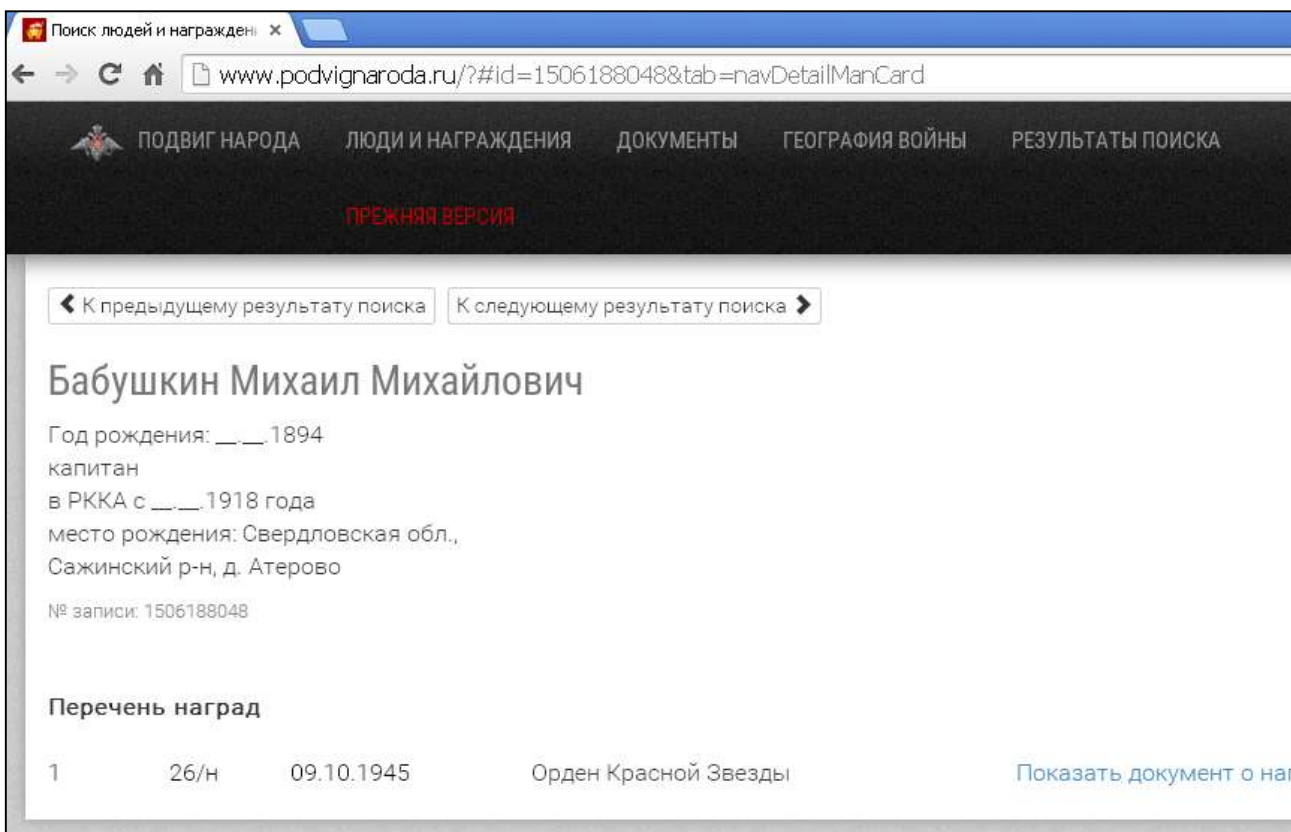 Поиск людей и награжден
www.podvignaroda.ru/?#id=1506188048&tab=navDetailManCard
ПОДВИГ НАРОДА ЛЮДИ И НАГРАЖДЕНИЯ ДОКУМЕНТЫ ГЕОГРАФИЯ ВОЙНЫ РЕЗУЛЬТАТЫ ПОИСКА
ПРЕЖНЯЯ ВЕРСИЯ
К предыдущему результату поиска К следующему результату поиска
Бабушкин Михаил Михайлович
Год рождения: __.__.1894
капитан
в РККА с __.__.1918 года
место рождения: Свердловская обл.,
Сажинский р-н, д. Атерово
№ записи: 1506188048
Перечень наград
1 26/н 09.10.1945 Орден Красной Звезды Показать документ о наг